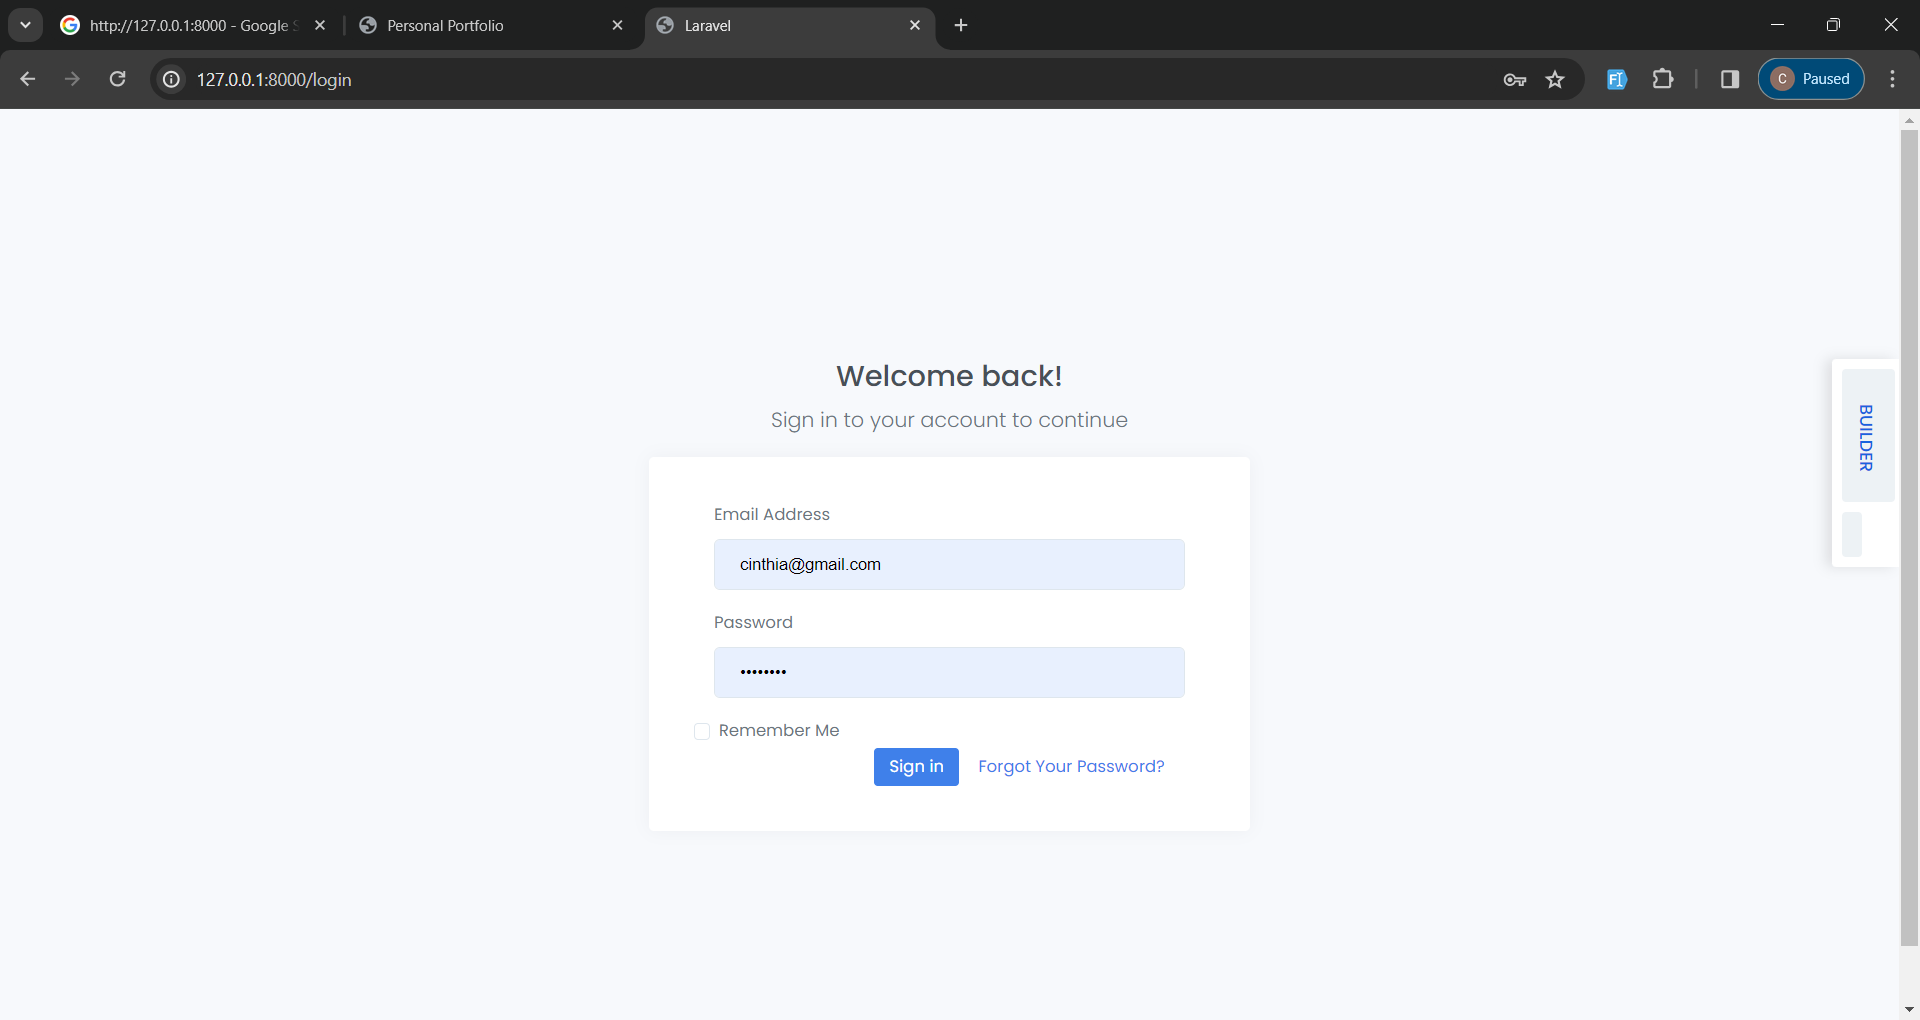 http://127.0.0.1:8000 - Google S
Personal Portfolio
Laravel
127.0.0.1:8000/login
C
Paused
Welcome back!
Sign in to your account to continue
Email Address
cinthia@gmail.com
Password
••••••••
Remember Me
Sign in
Forgot Your Password?
BUILDER